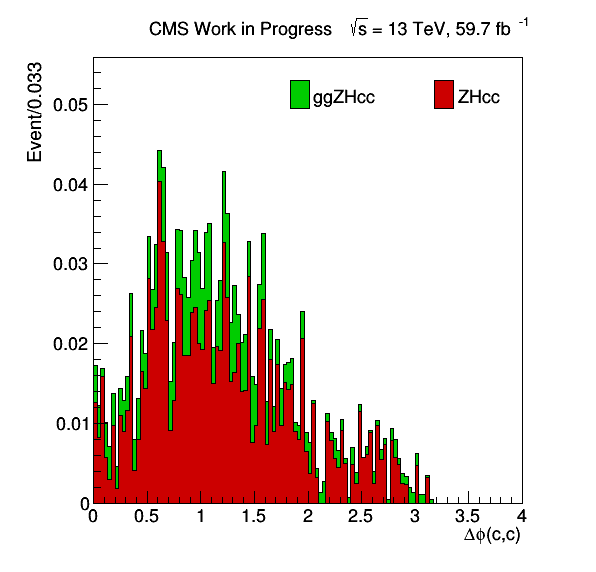 CMS Work in Progress √s = 13 TeV, 59.7 fb⁻¹
Event/0.033
ggZHcc ZHcc
0.05
0.04
0.03
0.02
0.01
0
0 0.5 1 1.5 2 2.5 3 3.5 4
Δϕ(c,c)